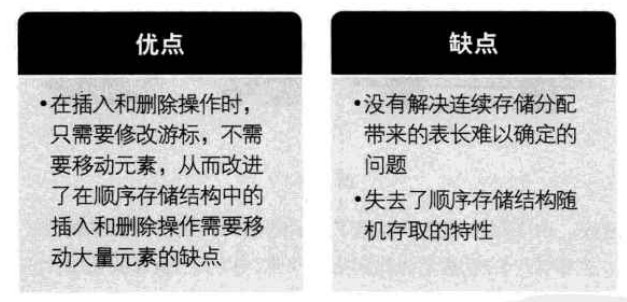 优点
•在插入和删除操作时，
只需要修改游标，不需
要移动元素，从而改进
了在顺序存储结构中的
插入和删除操作需要移
动大量元素的缺点
缺点
•没有解决连续存储分配
带来的表长难以确定的
问题
•失去了顺序存储结构随
机存取的特性